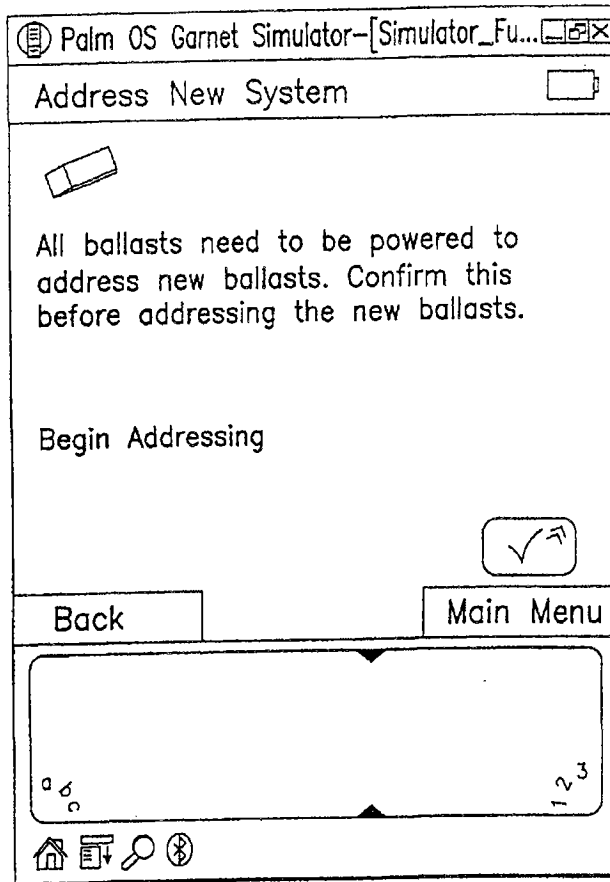 Palm OS Garnet Simulator-[Simulator_Fu...
Address New System
All ballasts need to be powered to
address new ballasts. Confirm this
before addressing the new ballasts.
Begin Addressing
Back
Main Menu
abc
123